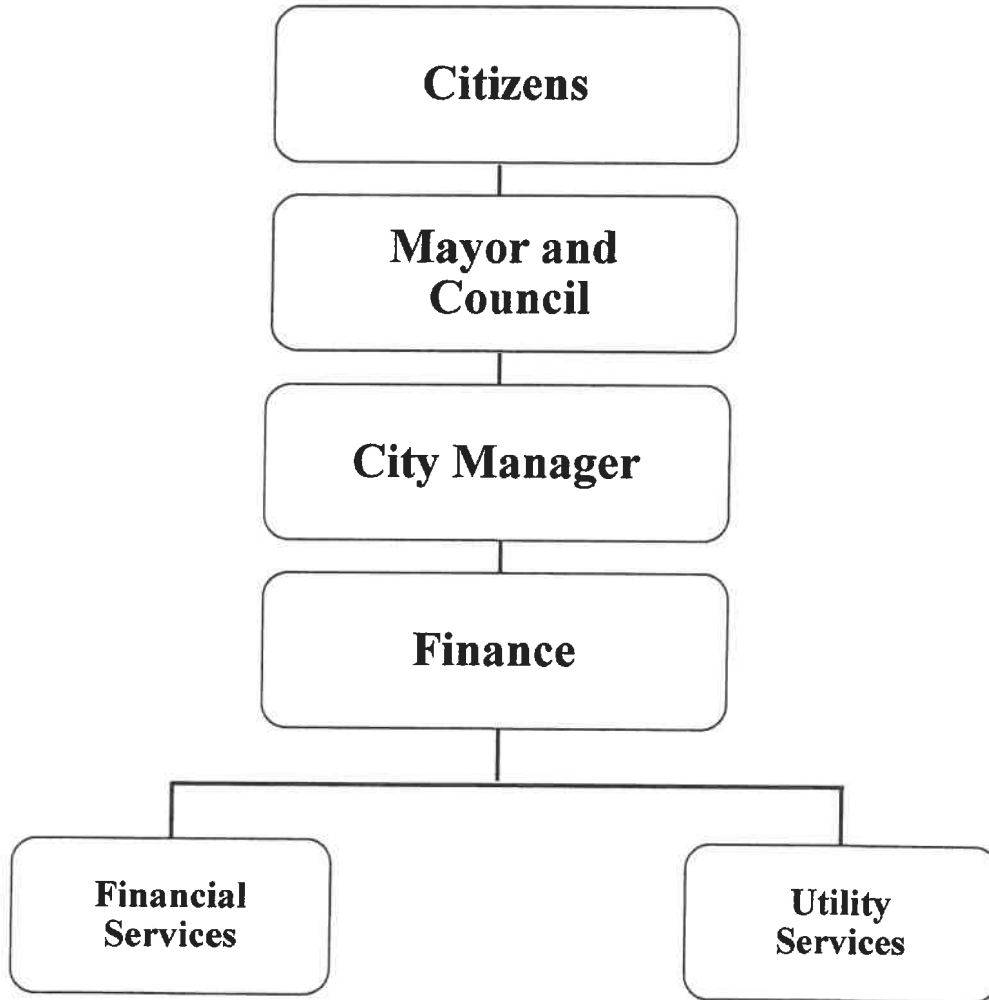 Citizens
Mayor and
Council
City Manager
Finance
Financial
Services
Utility
Services